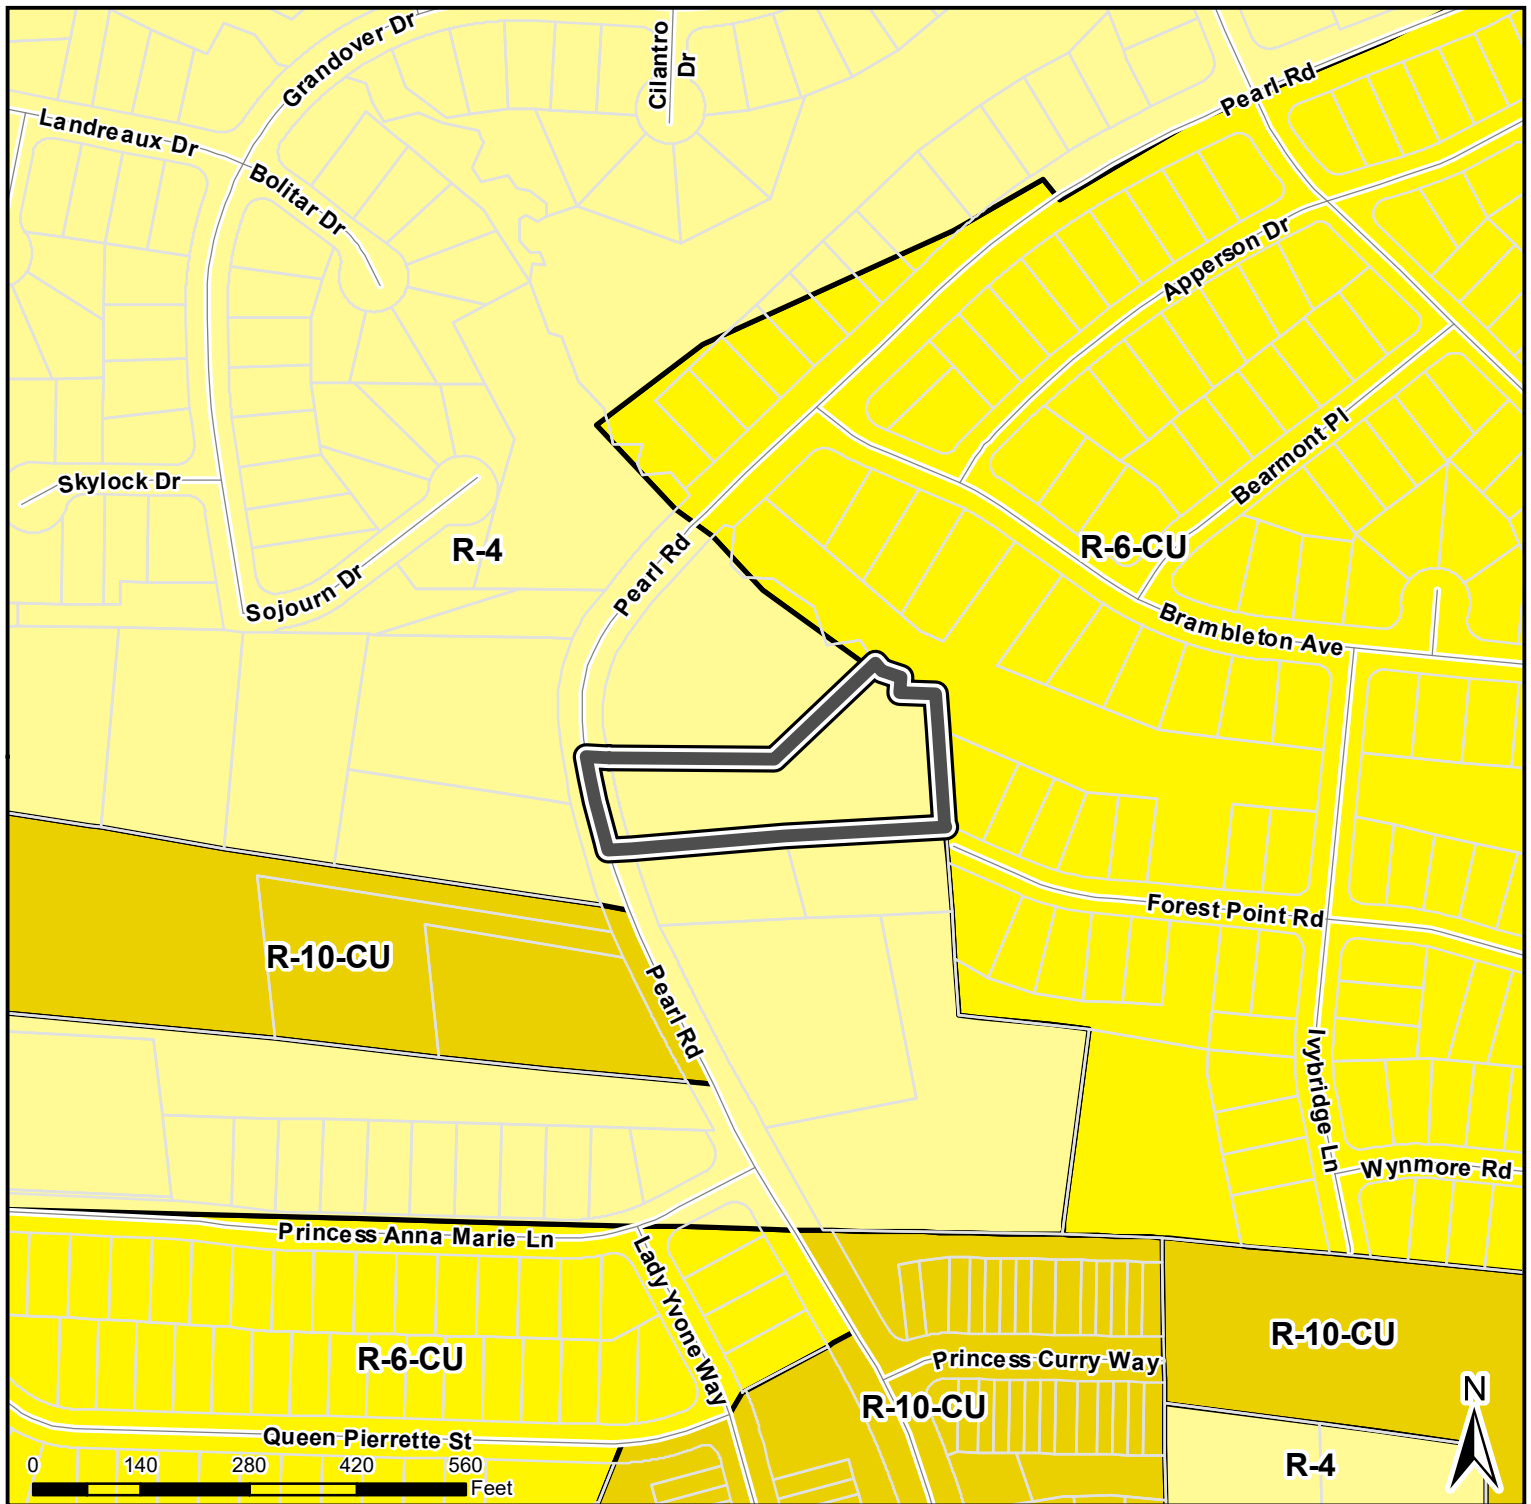 Grandover Dr
Cilantro
Dr
Pearl Rd
Landreaux Dr
Bolitar Dr
Apperson Dr
Bearmont Pl
Skylock Dr
R-4
R-6-CU
Pearl Rd
Sojourn Dr
Brambleton Ave
Forest Point Rd
R-10-CU
Pearl Rd
Ivybridge Ln
Wynmore Rd
Princess Anna Marie Ln
Lady Yvone Way
R-10-CU
R-6-CU
Princess Curry Way
R-10-CU
N
Queen Pierrette St
R-4
0 140 280 420 560
Feet